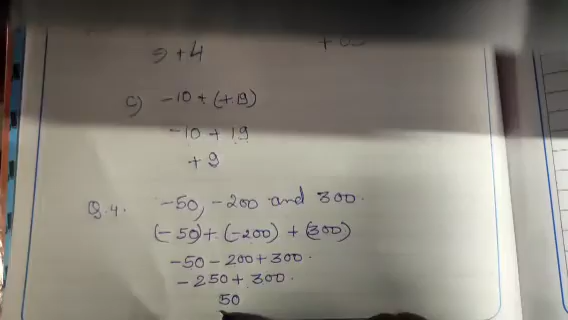 ⇒ +4
c) -10 + (+19)
-10 + 19
+9
Q.4. -50, -200 and 300.
(-50) + (-200) + (300)
-50 - 200 + 300.
-250 + 300.
50